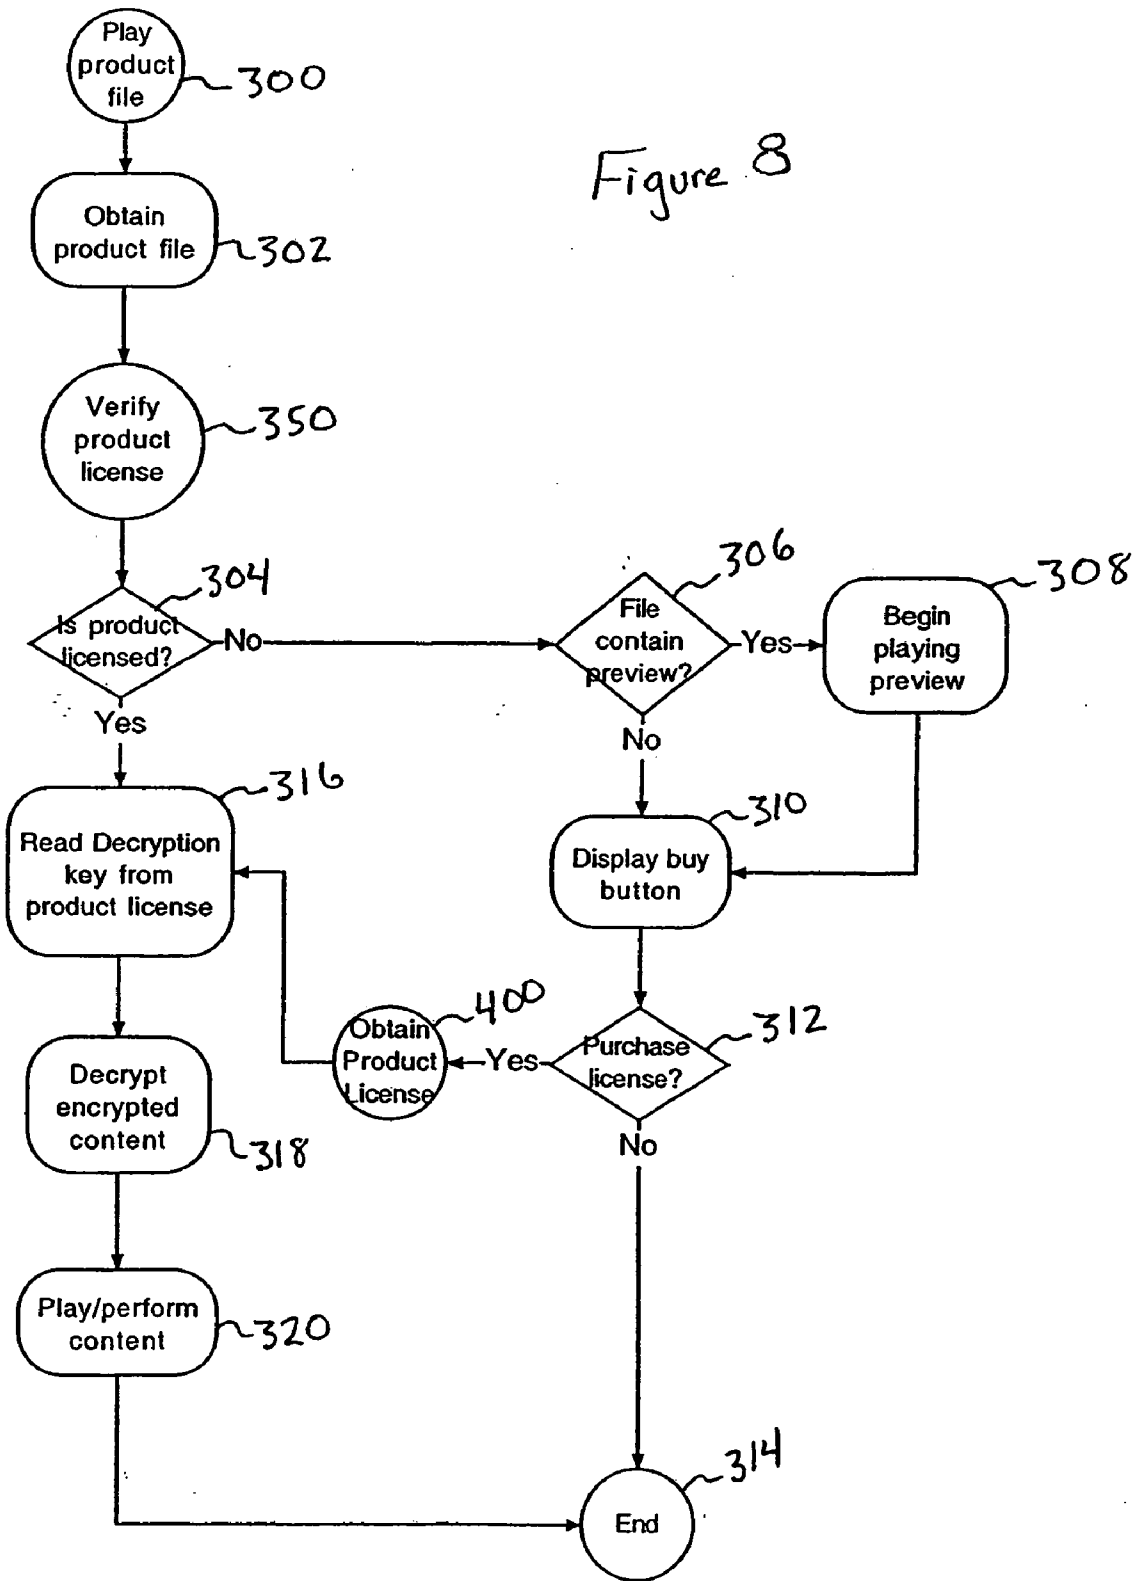 Play
product
file
300
Figure 8
Obtain
product file
302
Verify
product
license
350
304
Is product
licensed?
No
Yes
306
File
contain
preview?
Yes
No
308
Begin
playing
preview
316
Read Decryption
key from
product license
310
Display buy
button
400
Obtain
Product
License
Yes
312
Purchase
license?
No
Decrypt
encrypted
content
318
Play/perform
content
320
314
End